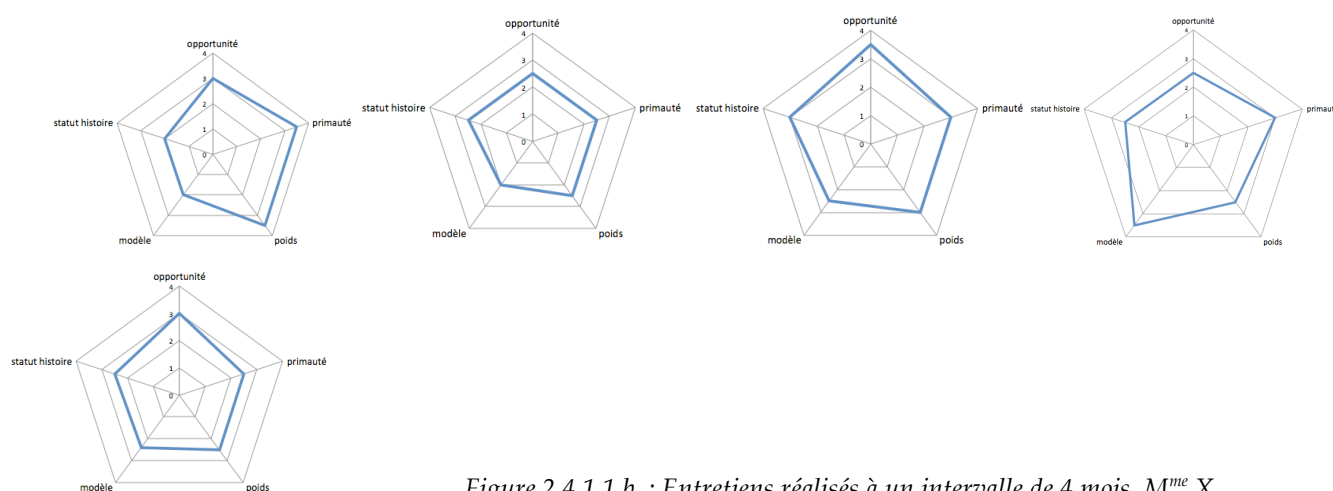 opportunité
4
3
2
1
0
primauté
poids
modèle
statut histoire
opportunité
4
3
2
1
0
primauté
poids
modèle
statut histoire
opportunité
4
3
2
1
0
primauté
poids
modèle
statut histoire
opportunité
4
3
2
1
0
primaut
poids
modèle
statut histoire
opportunité
4
3
2
1
0
primauté
poids
modèle
statut histoire
Figure 2.4.1.1.b. : Entretiens réalisés à un intervalle de 4 mois, Mme X